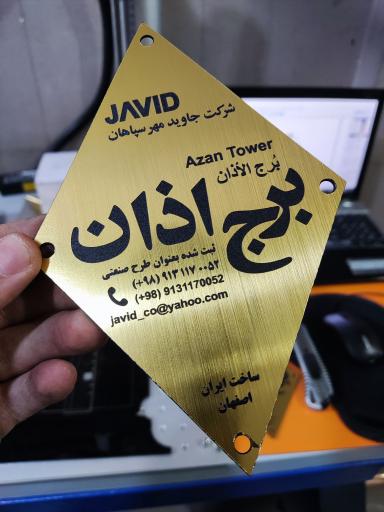 JAVID
شرکت جاوید مهر سپاهان
Azan Tower
بُرج الأذان
برج اذان
ثبت شده بعنوان طرح صنعتی
(+۹۸) ۹۱۳ ۱۱۷ ۰۰۵۲
(+98) 9131170052
javid_co@yahoo.com
ساخت ایران
اصفهان